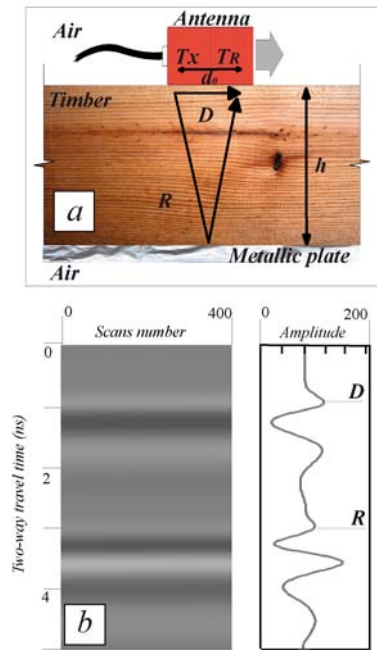 Antenna
Air
Tx TR
d₀
Timber
D
h
R
a
Metallic plate
Air
0 400
Scans number
0 200
Amplitude
0
D
2
R
4
Two-way travel time (ns)
b